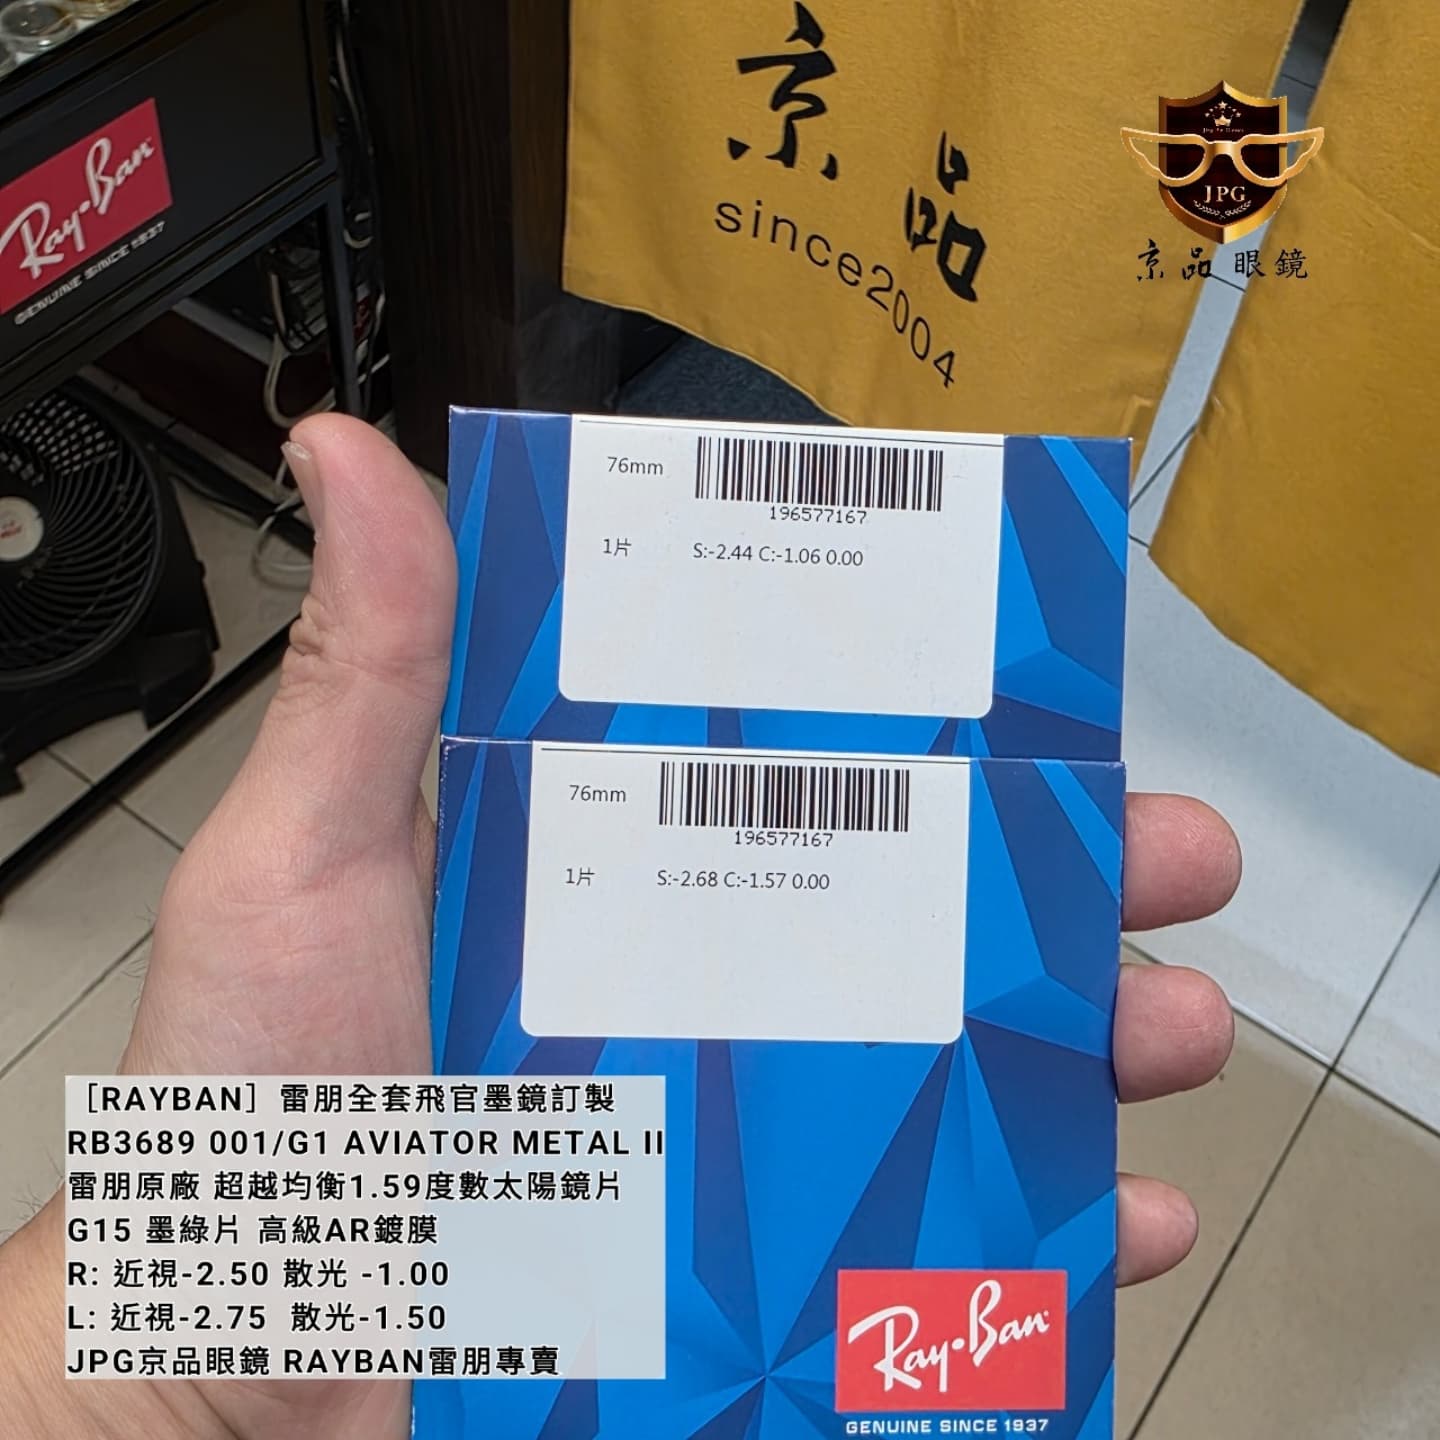 Ray-Ban
GENUINE SINCE 1937
京品
since2004
JPG
京品眼鏡
76mm
196577167
1片 S:-2.44 C:-1.06 0.00
76mm
196577167
1片 S:-2.68 C:-1.57 0.00
［RAYBAN］雷朋全套飛官墨鏡訂製
RB3689 001/G1 AVIATOR METAL II
雷朋原廠 超越均衡1.59度數太陽鏡片
G15 墨綠片 高級AR鍍膜
R: 近視-2.50 散光 -1.00
L: 近視-2.75 散光-1.50
JPG京品眼鏡 RAYBAN雷朋專賣
Ray-Ban
GENUINE SINCE 1937